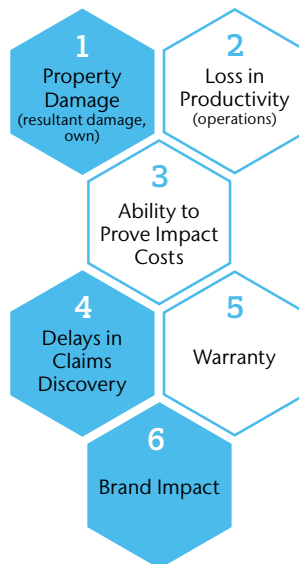 1
Property
Damage
(resultant damage,
own)
2
Loss in
Productivity
(operations)
3
Ability to
Prove Impact
Costs
4
Delays in
Claims
Discovery
5
Warranty
6
Brand Impact